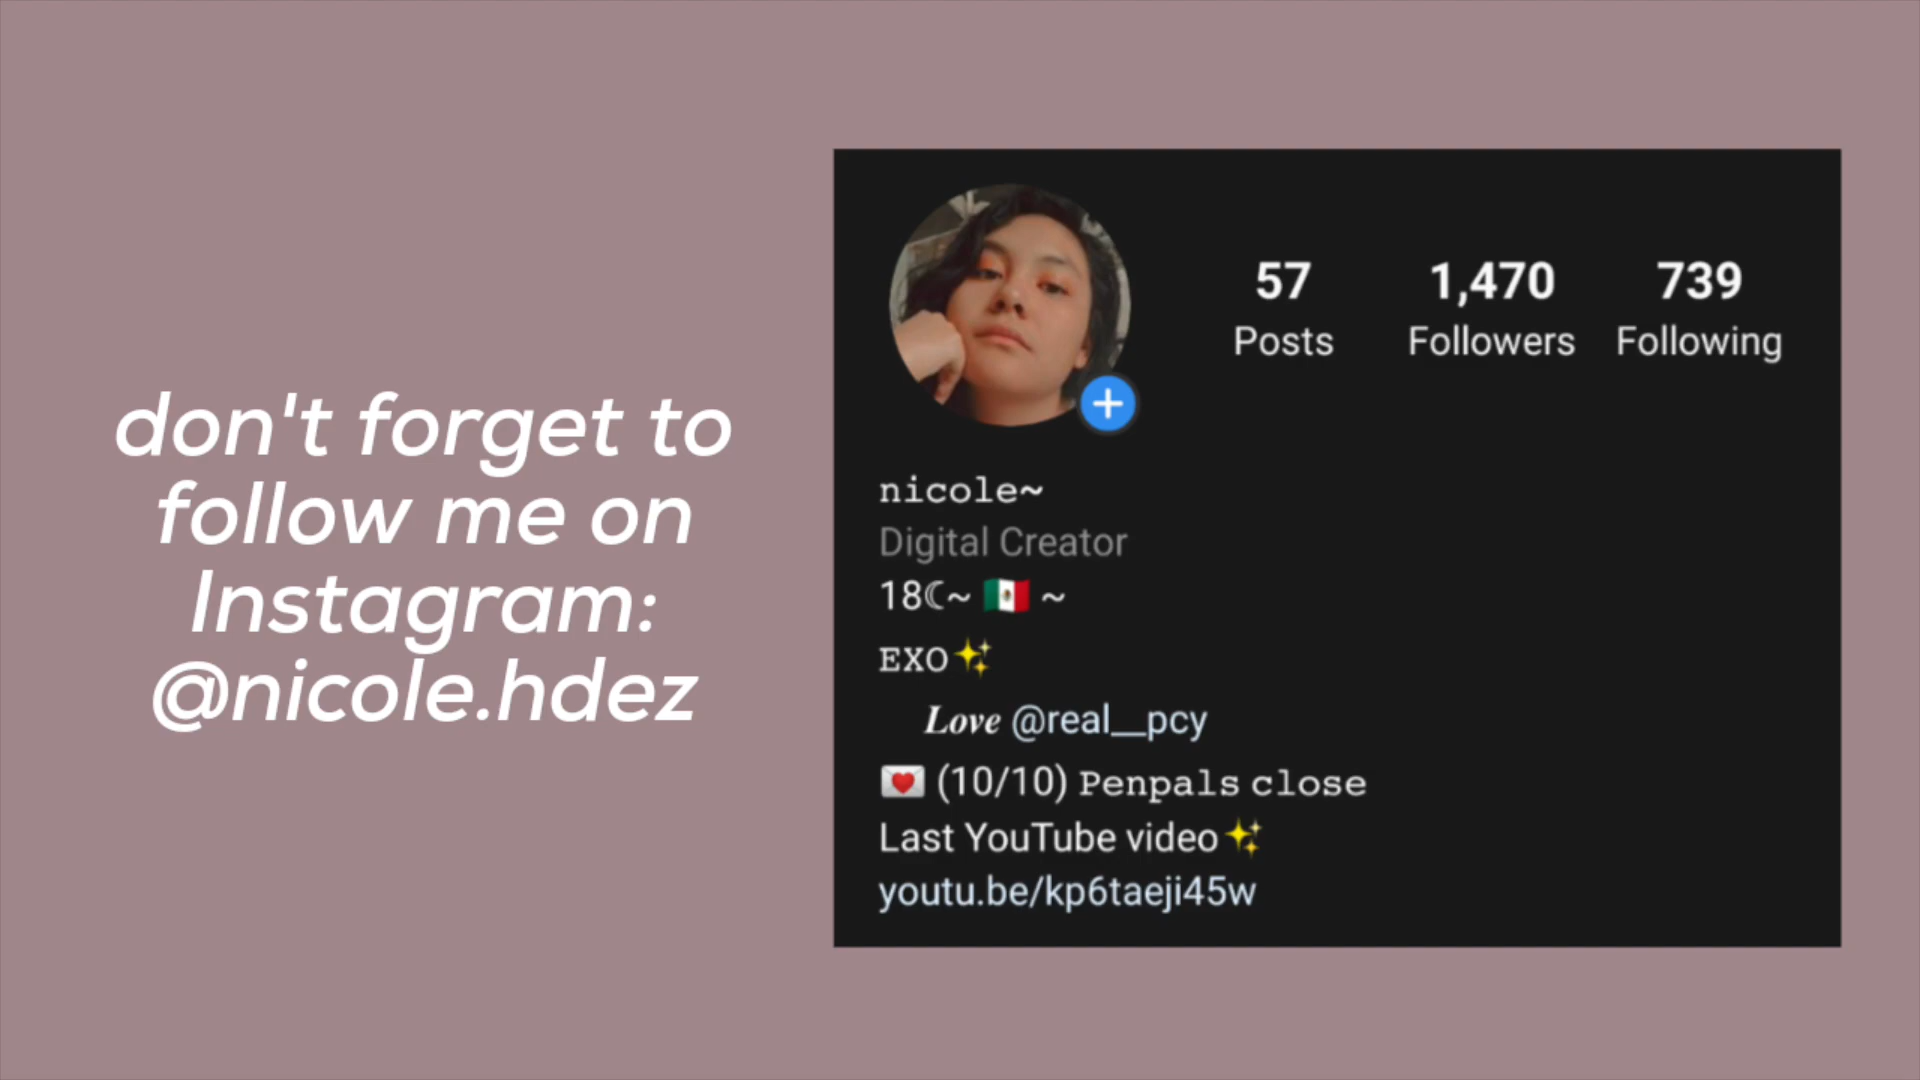 don't forget to
follow me on
Instagram:
@nicole.hdez
57 1,470 739
Posts Followers Following
nicole~
Digital Creator
18☾~ 🇲🇽 ~
EXO✨
Love @real__pcy
💌 (10/10) Penpals close
Last YouTube video✨
youtu.be/kp6taeji45w